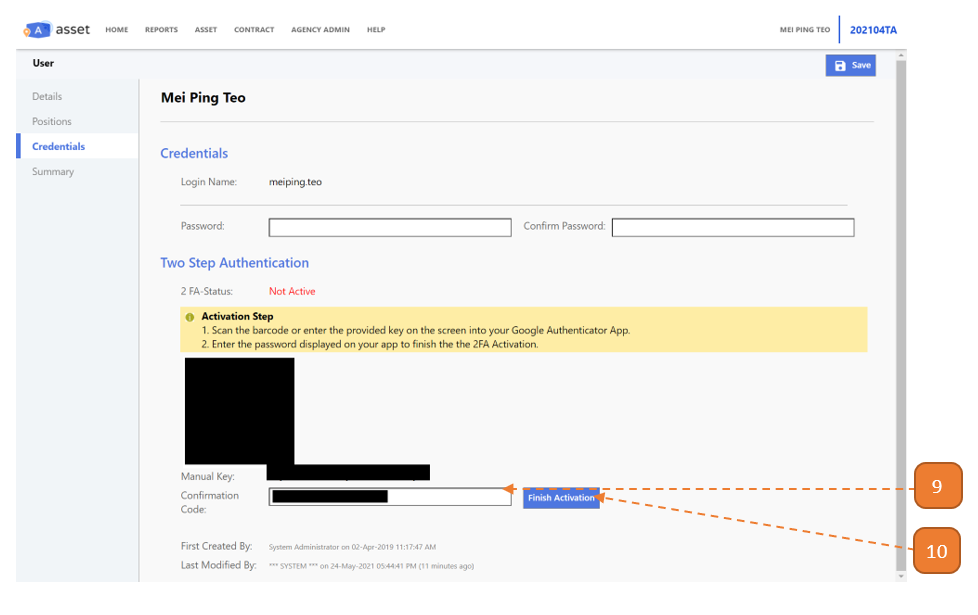 A asset HOME REPORTS ASSET CONTRACT AGENCY ADMIN HELP MEI PING TEO 202104TA
User Save
Details
Positions
Credentials
Summary
Mei Ping Teo
Credentials
Login Name: meiping.teo
Password: Confirm Password:
Two Step Authentication
2 FA-Status: Not Active
Activation Step
1. Scan the barcode or enter the provided key on the screen into your Google Authenticator App.
2. Enter the password displayed on your app to finish the the 2FA Activation.
Manual Key:
Confirmation
Code:
Finish Activation
9
10
First Created By: System Administrator on 02-Apr-2019 11:17:47 AM
Last Modified By: *** SYSTEM *** on 24-May-2021 05:44:41 PM (11 minutes ago)